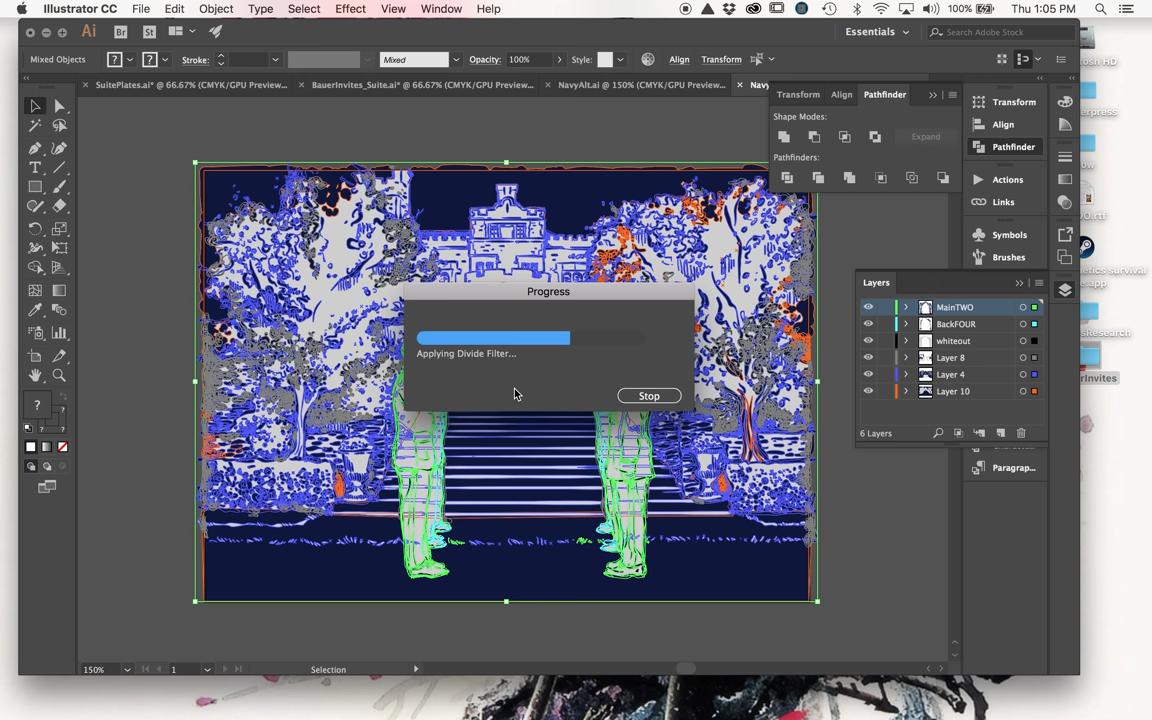 Illustrator CC File Edit Object Type Select Effect View Window Help 100% Thu 1:05 PM
Ai Br St Essentials Search Adobe Stock
Mixed Objects ? ? Stroke: Mixed Opacity: 100% Style: Align Transform
SuitePlates.ai* @ 66.67% (CMYK/GPU Preview... BauerInvites_Suite.ai* @ 66.67% (CMYK/GPU Preview... NavyAlt.ai @ 150% (CMYK/GPU Preview... Navy
Transform Align Pathfinder
Shape Modes:
Expand
Pathfinders:
Transform
Align
Pathfinder
Actions
Links
Symbols
Brushes
Paragrap...
Layers
MainTWO
BackFOUR
whiteout
Layer 8
Layer 4
Layer 10
6 Layers
Progress
Applying Divide Filter...
Stop
?
?
?
150% 1 Selection